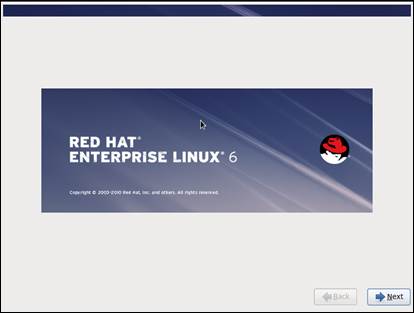 RED HAT®
ENTERPRISE LINUX® 6
Copyright © 2003-2010 Red Hat, Inc. and others. All rights reserved.
Back
Next